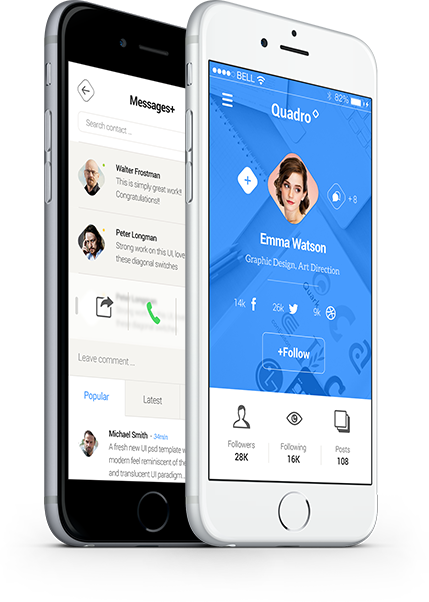 Messages+
Search contact ...
Walter Frostman
This is simply great work!
Congratulations!!
Peter Longman
Strong work on this UI, love
these diagonal switches
Leave comment ...
Popular
Latest
Michael Smith • 34min
A fresh new UI psd template w
model feel reminiscent of the
and translucent UI paradigm...
BELL
82%
Quadro
+ 8
Emma Watson
Graphic Design, Art Direction
14k
26k
9k
+Follow
Followers
28K
Following
16K
Posts
108